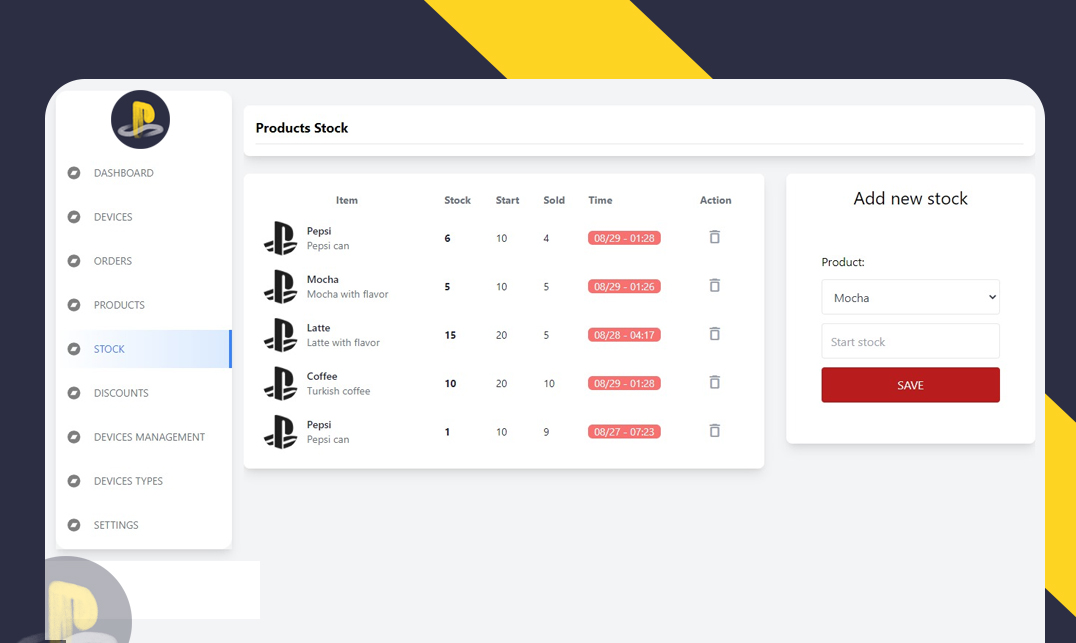 DASHBOARD
DEVICES
ORDERS
PRODUCTS
STOCK
DISCOUNTS
DEVICES MANAGEMENT
DEVICES TYPES
SETTINGS
Products Stock
Item Stock Start Sold Time Action
Pepsi
Pepsi can
6 10 4 08/29 - 01:28
Mocha
Mocha with flavor
5 10 5 08/29 - 01:26
Latte
Latte with flavor
15 20 5 08/28 - 04:17
Coffee
Turkish coffee
10 20 10 08/29 - 01:28
Pepsi
Pepsi can
1 10 9 08/27 - 07:23
Add new stock
Product:
Mocha
Start stock
SAVE